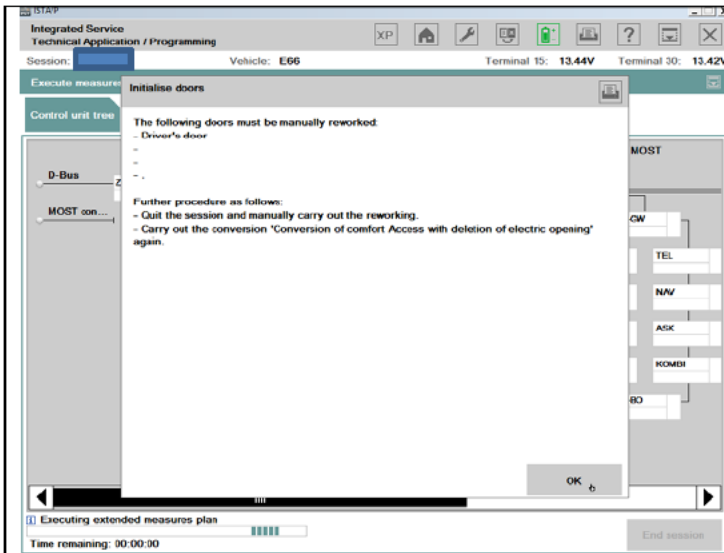 ISTA/P
Integrated Service
Technical Application / Programming
XP
?
Session:
Vehicle: E66
Terminal 15: 13.44V
Terminal 30: 13.42V
Execute measure
Initialise doors
Control unit tree
The following doors must be manually reworked:
- Driver's door
-
-
- .
Further procedure as follows:
- Quit the session and manually carry out the reworking.
- Carry out the conversion 'Conversion of comfort Access with deletion of electric opening'
again.
D-Bus
Z
MOST con...
MOST
GW
TEL
NAV
ASK
KOMBI
BO
OK
Executing extended measures plan
Time remaining: 00:00:00
End session